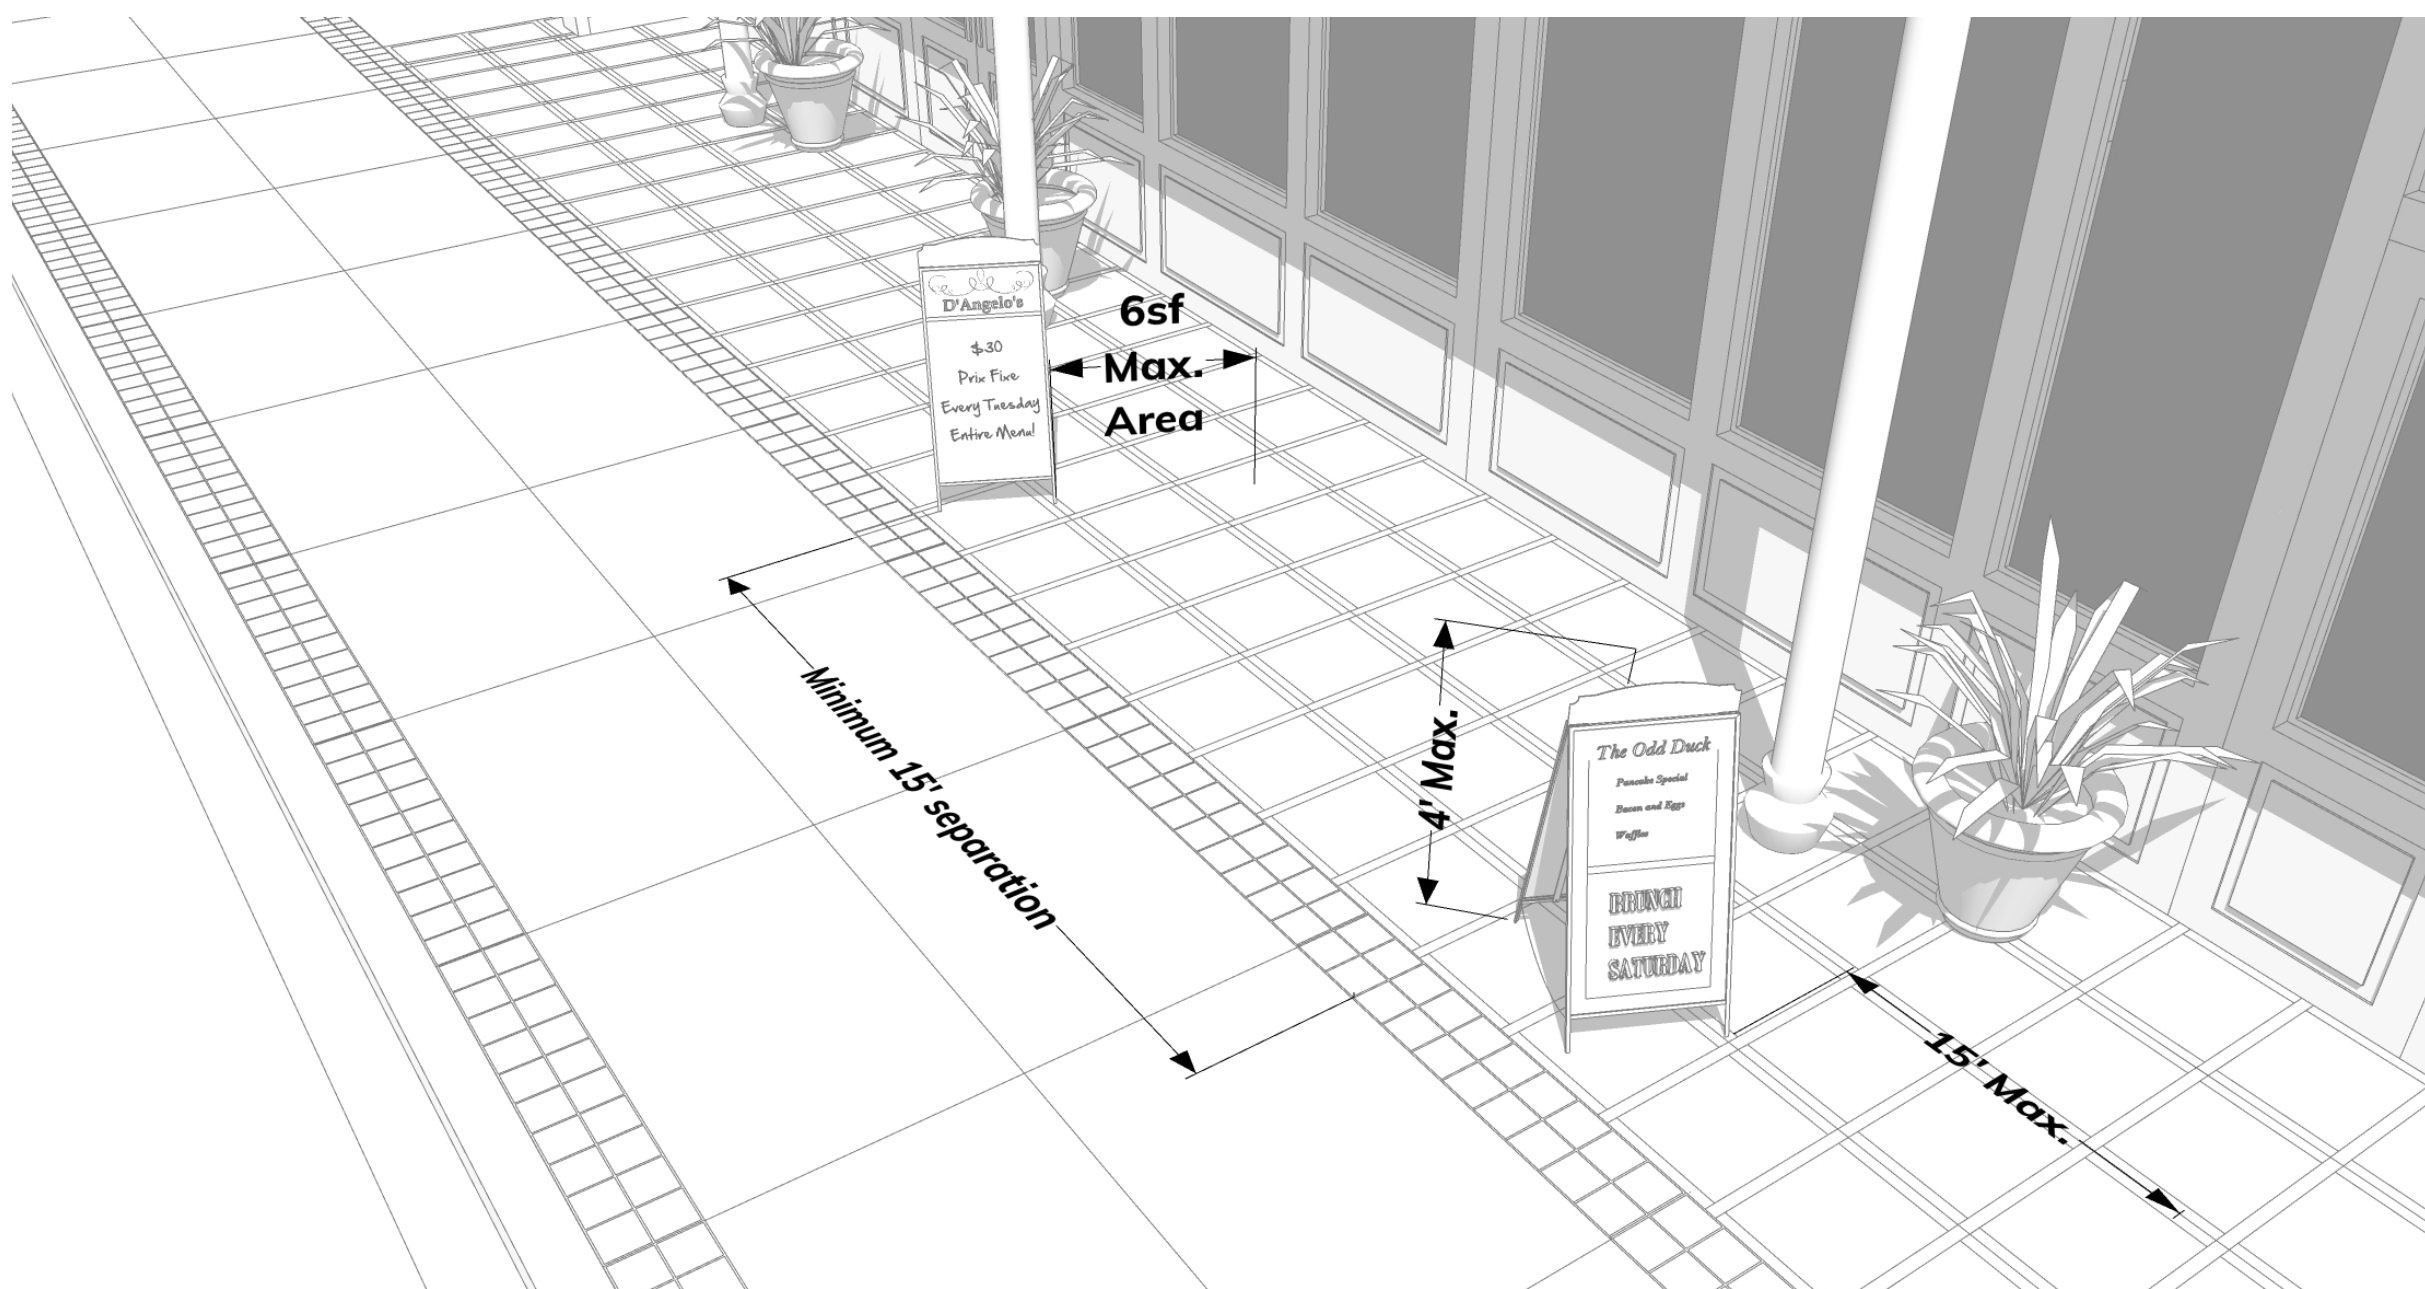 D'Angelo's
$30
Prix Fixe
Every Tuesday
Entire Menu!
6sf
Max.
Area
Minimum 15' separation
4' Max.
The Odd Duck
Pancake Special
Bacon and Eggs
Waffles
BRUNCH
EVERY
SATURDAY
15' Max.